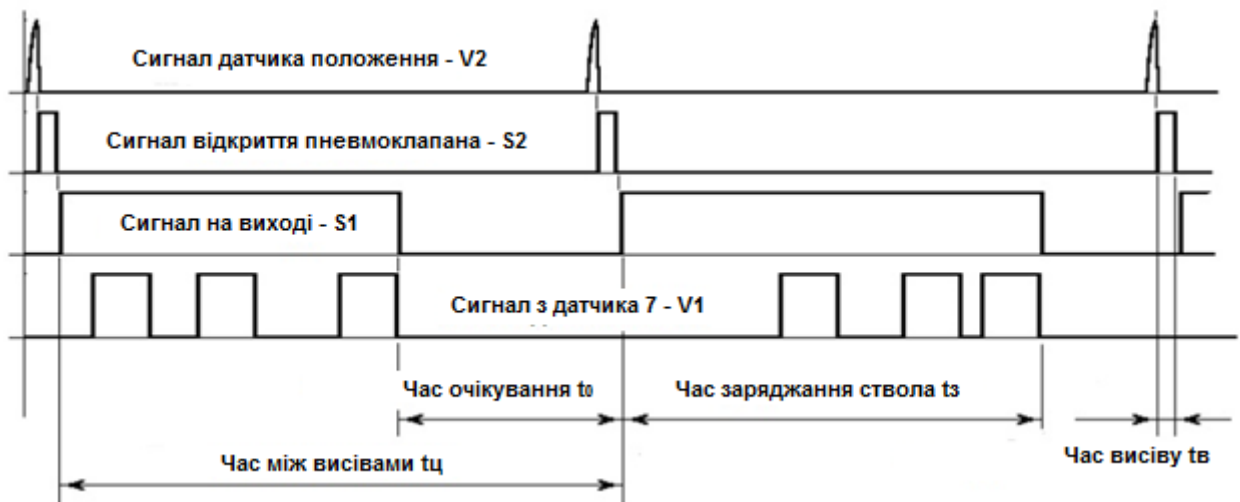 Сигнал датчика положення - V2
Сигнал відкриття пневмоклапана - S2
Сигнал на виході - S1
Сигнал з датчика 7 - V1
Час очікування t₀
Час заряджання ствола tз
Час між висівами tц
Час висіву tв